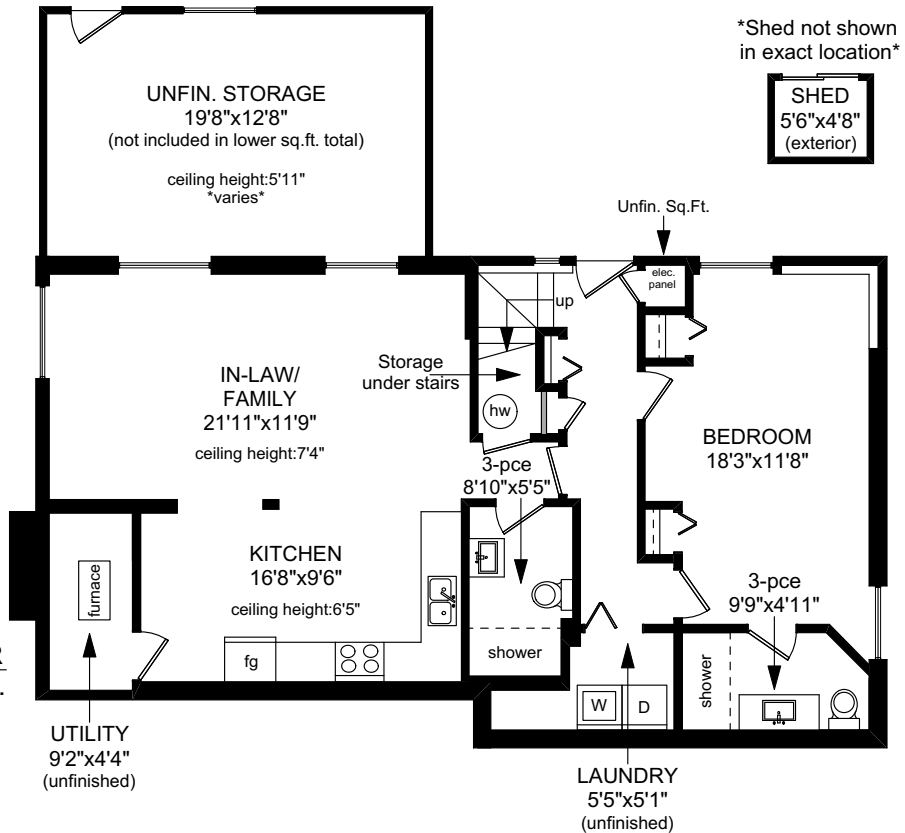 *Shed not shown
in exact location*
SHED
5'6"x4'8"
(exterior)
UNFIN. STORAGE
19'8"x12'8"
(not included in lower sq.ft. total)
ceiling height:5'11"
*varies*
Unfin. Sq.Ft.
elec.
panel
up
Storage
under stairs
hw
IN-LAW/
FAMILY
21'11"x11'9"
ceiling height:7'4"
BEDROOM
18'3"x11'8"
3-pce
8'10"x5'5"
KITCHEN
16'8"x9'6"
ceiling height:6'5"
furnace
fg
shower
3-pce
9'9"x4'11"
shower
W
D
UTILITY
9'2"x4'4"
(unfinished)
LAUNDRY
5'5"x5'1"
(unfinished)